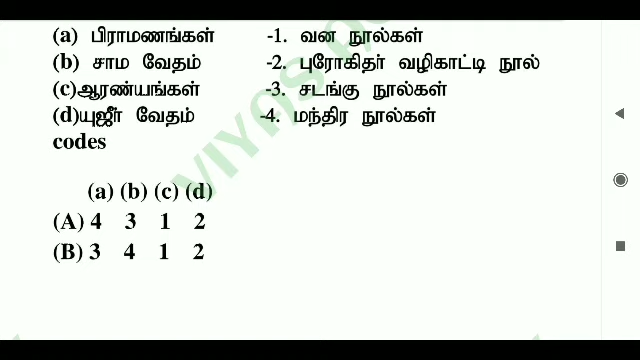 (a) பிராமணங்கள் -1. வன நூல்கள்
(b) சாம வேதம் -2. புரோகிதர் வழிகாட்டி நூல்
(c)ஆரண்யங்கள் -3. சடங்கு நூல்கள்
(d)யுஜீர் வேதம் -4. மந்திர நூல்கள்
codes
(a) (b) (c) (d)
(A) 4 3 1 2
(B) 3 4 1 2